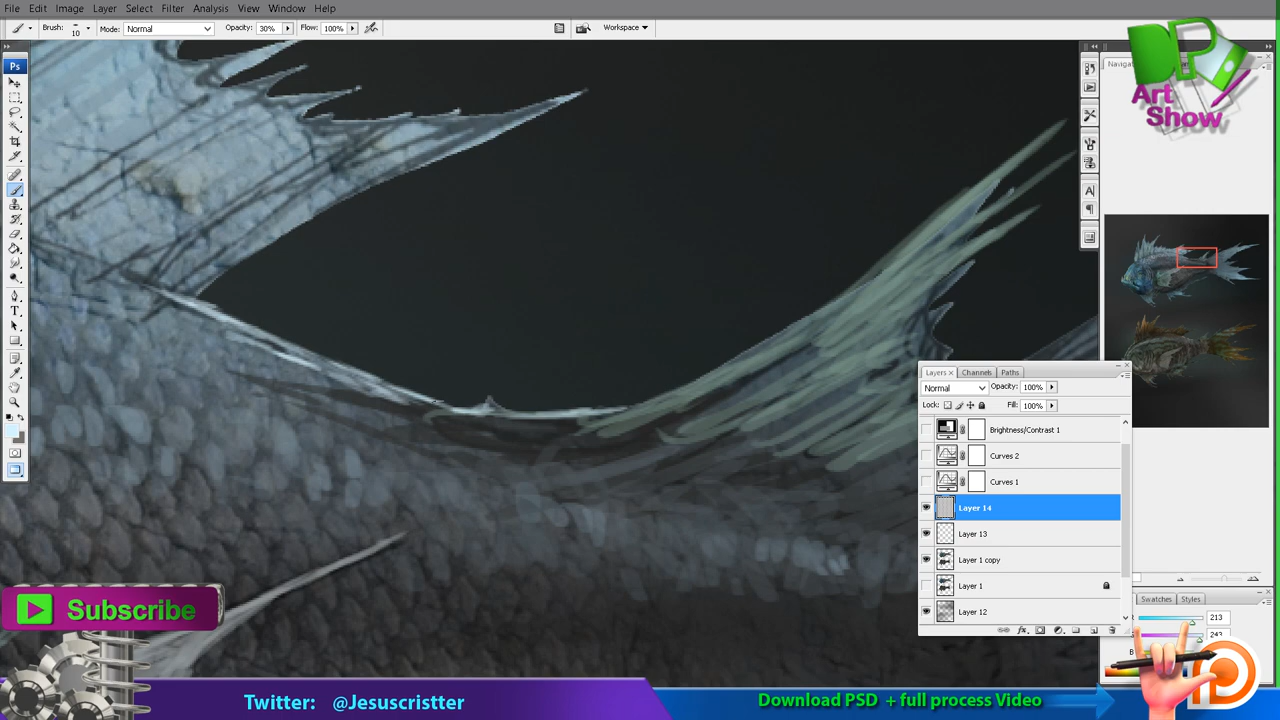 File Edit Image Layer Select Filter Analysis View Window Help
Brush: 10 Mode: Normal Opacity: 30% Flow: 100% Workspace
Ps
DP
Art
Show
Layers Channels Paths
Normal Opacity: 100%
Lock: Fill: 100%
Brightness/Contrast 1
Curves 2
Curves 1
Layer 14
Layer 13
Layer 1 copy
Layer 1
Layer 12
Swatches Styles
213
243
Subscribe
Twitter: @Jesuscristter
Download PSD + full process Video